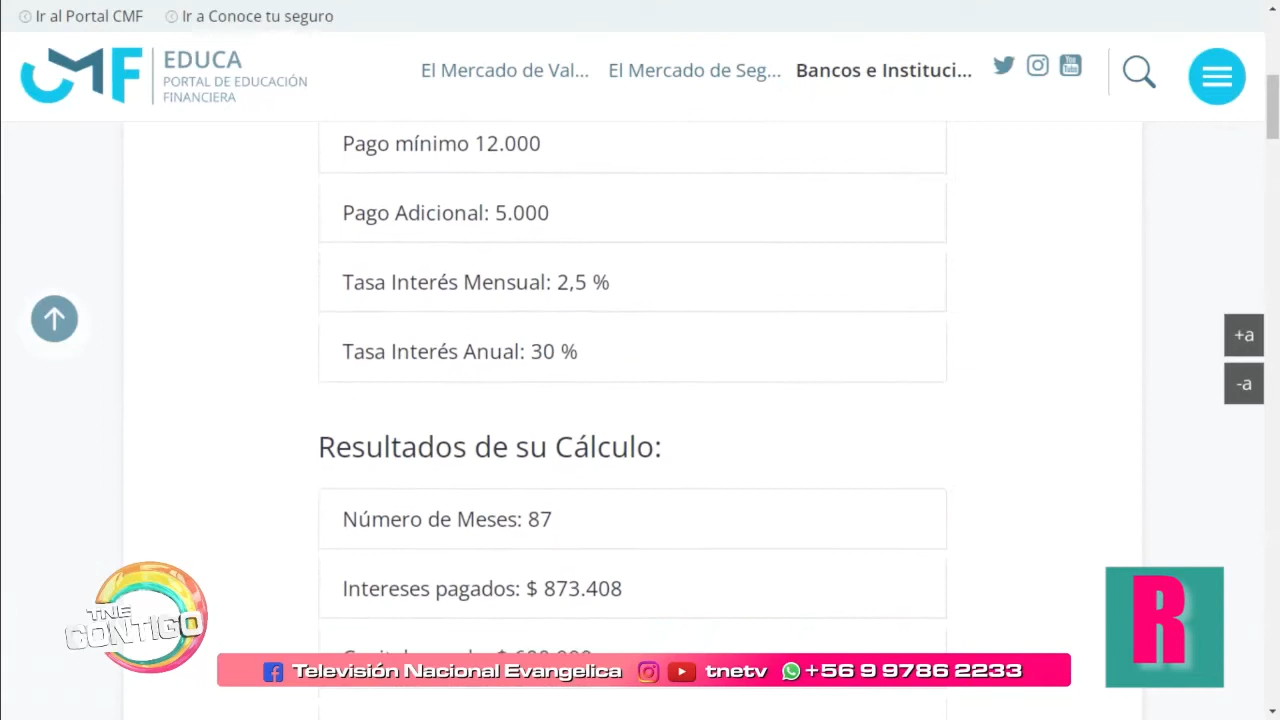 Ir al Portal CMF Ir a Conoce tu seguro
CMF EDUCA
PORTAL DE EDUCACIÓN
FINANCIERA
El Mercado de Val... El Mercado de Seg... Bancos e Instituci...
You
Tube
Pago mínimo 12.000
Pago Adicional: 5.000
Tasa Interés Mensual: 2,5 %
Tasa Interés Anual: 30 %
+a
-a
Resultados de su Cálculo:
Número de Meses: 87
Intereses pagados: $ 873.408
TNE
CONTIGO
R
Televisión Nacional Evangelica tnetv +56 9 9786 2233